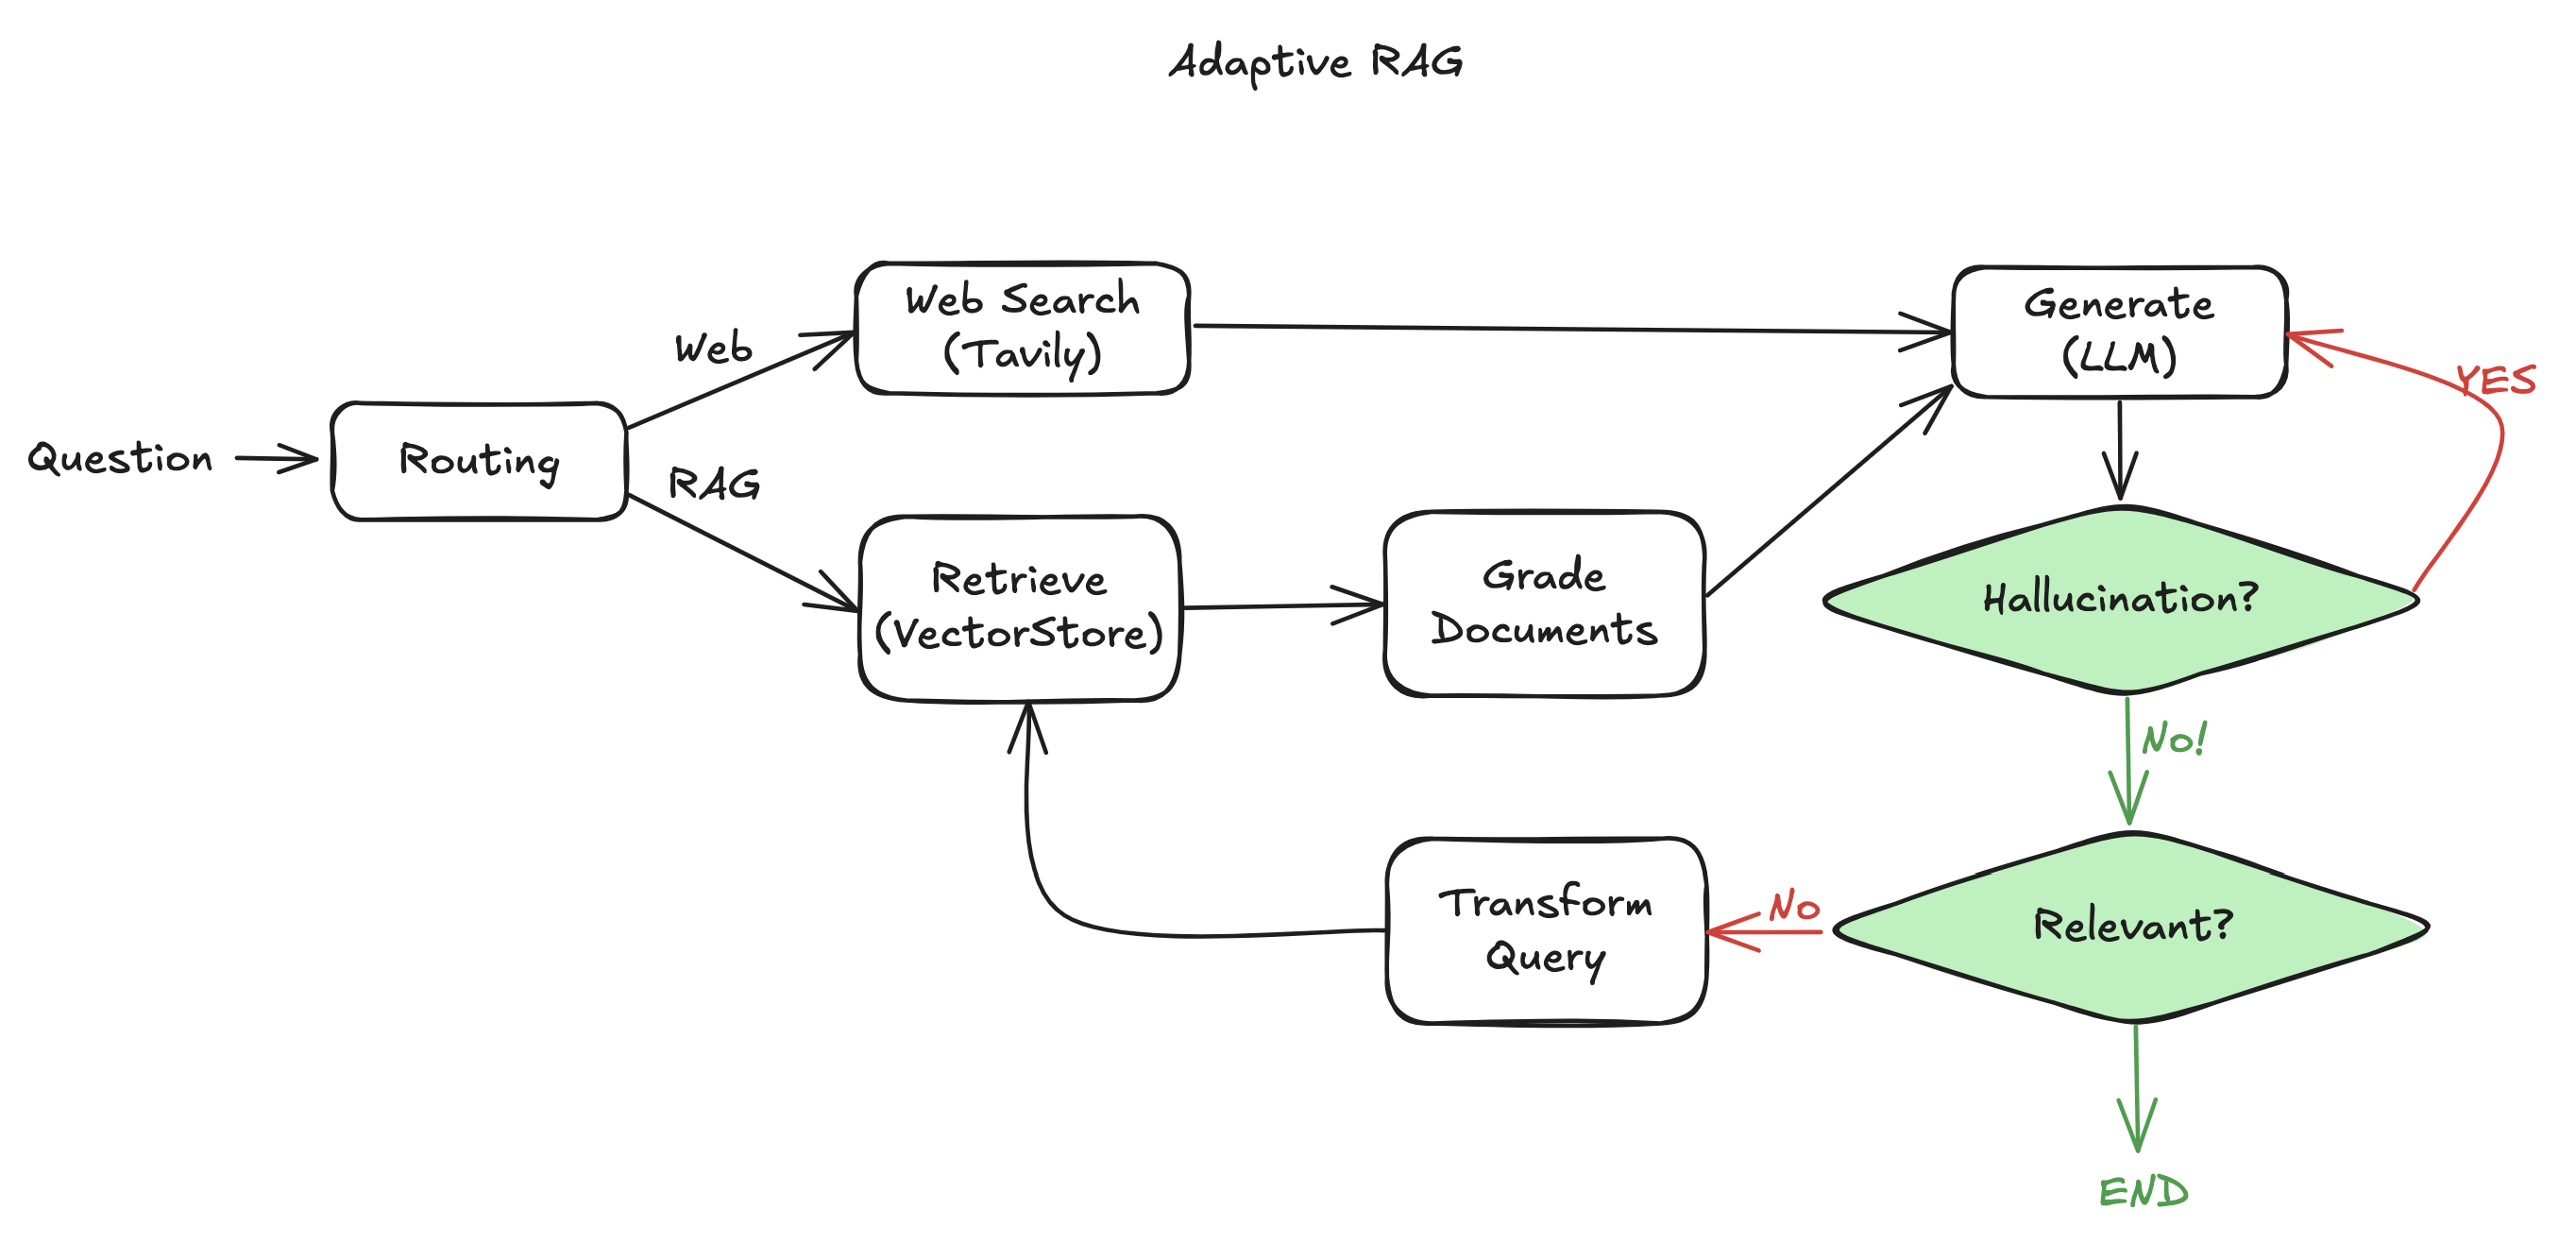 Adaptive RAG
Question
Routing
Web
RAG
Web Search
(Tavily)
Retrieve
(VectorStore)
Grade
Documents
Generate
(LLM)
YES
Hallucination?
No!
Relevant?
No
Transform
Query
END